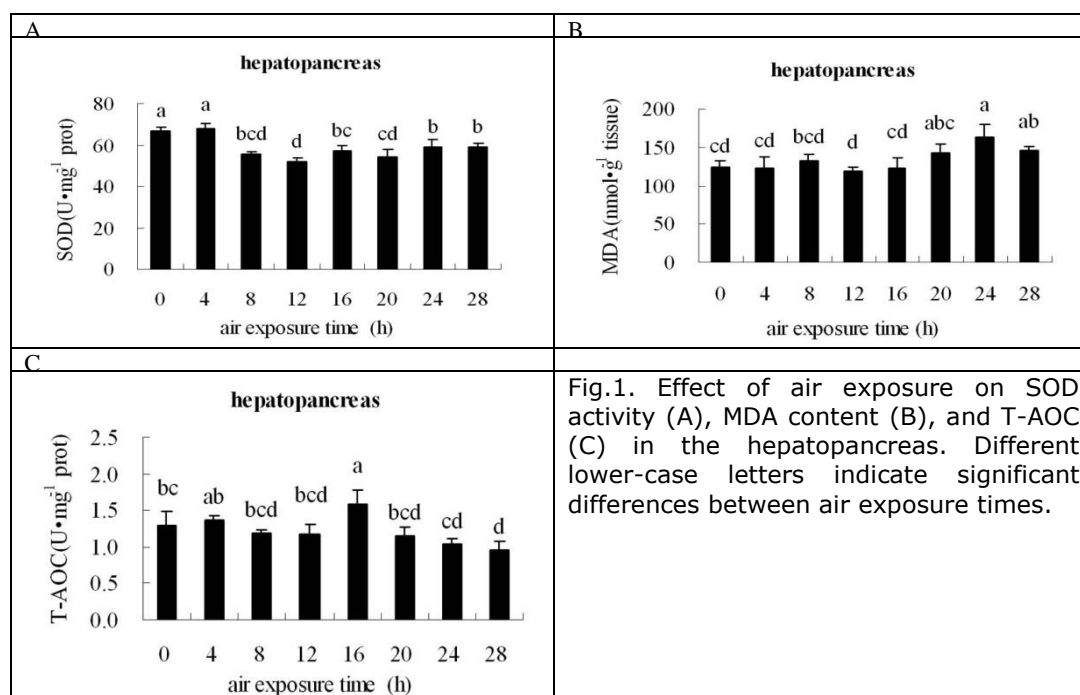 A
hepatopancreas
SOD(U•mg⁻¹ prot)
80
60
40
20
0
a a bcd d bc cd b b
0 4 8 12 16 20 24 28
air exposure time (h)
B
hepatopancreas
MDA(nmol•g⁻¹ tissue)
200
150
100
50
0
cd cd bcd d cd abc a ab
0 4 8 12 16 20 24 28
air exposure time (h)
C
hepatopancreas
T-AOC(U•mg⁻¹ prot)
2.5
2.0
1.5
1.0
0.5
0.0
bc ab bcd bcd a bcd cd d
0 4 8 12 16 20 24 28
air exposure time (h)
Fig.1. Effect of air exposure on SOD
activity (A), MDA content (B), and T-AOC
(C) in the hepatopancreas. Different
lower-case letters indicate significant
differences between air exposure times.